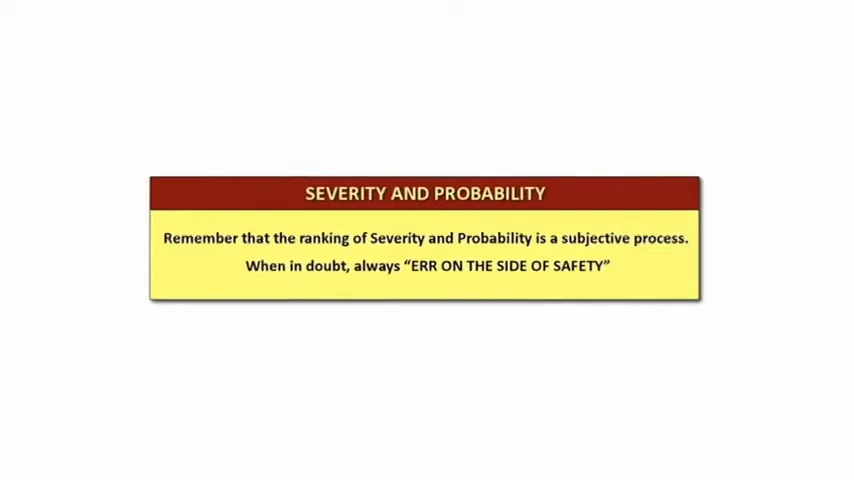 SEVERITY AND PROBABILITY
Remember that the ranking of Severity and Probability is a subjective process.
When in doubt, always “ERR ON THE SIDE OF SAFETY”